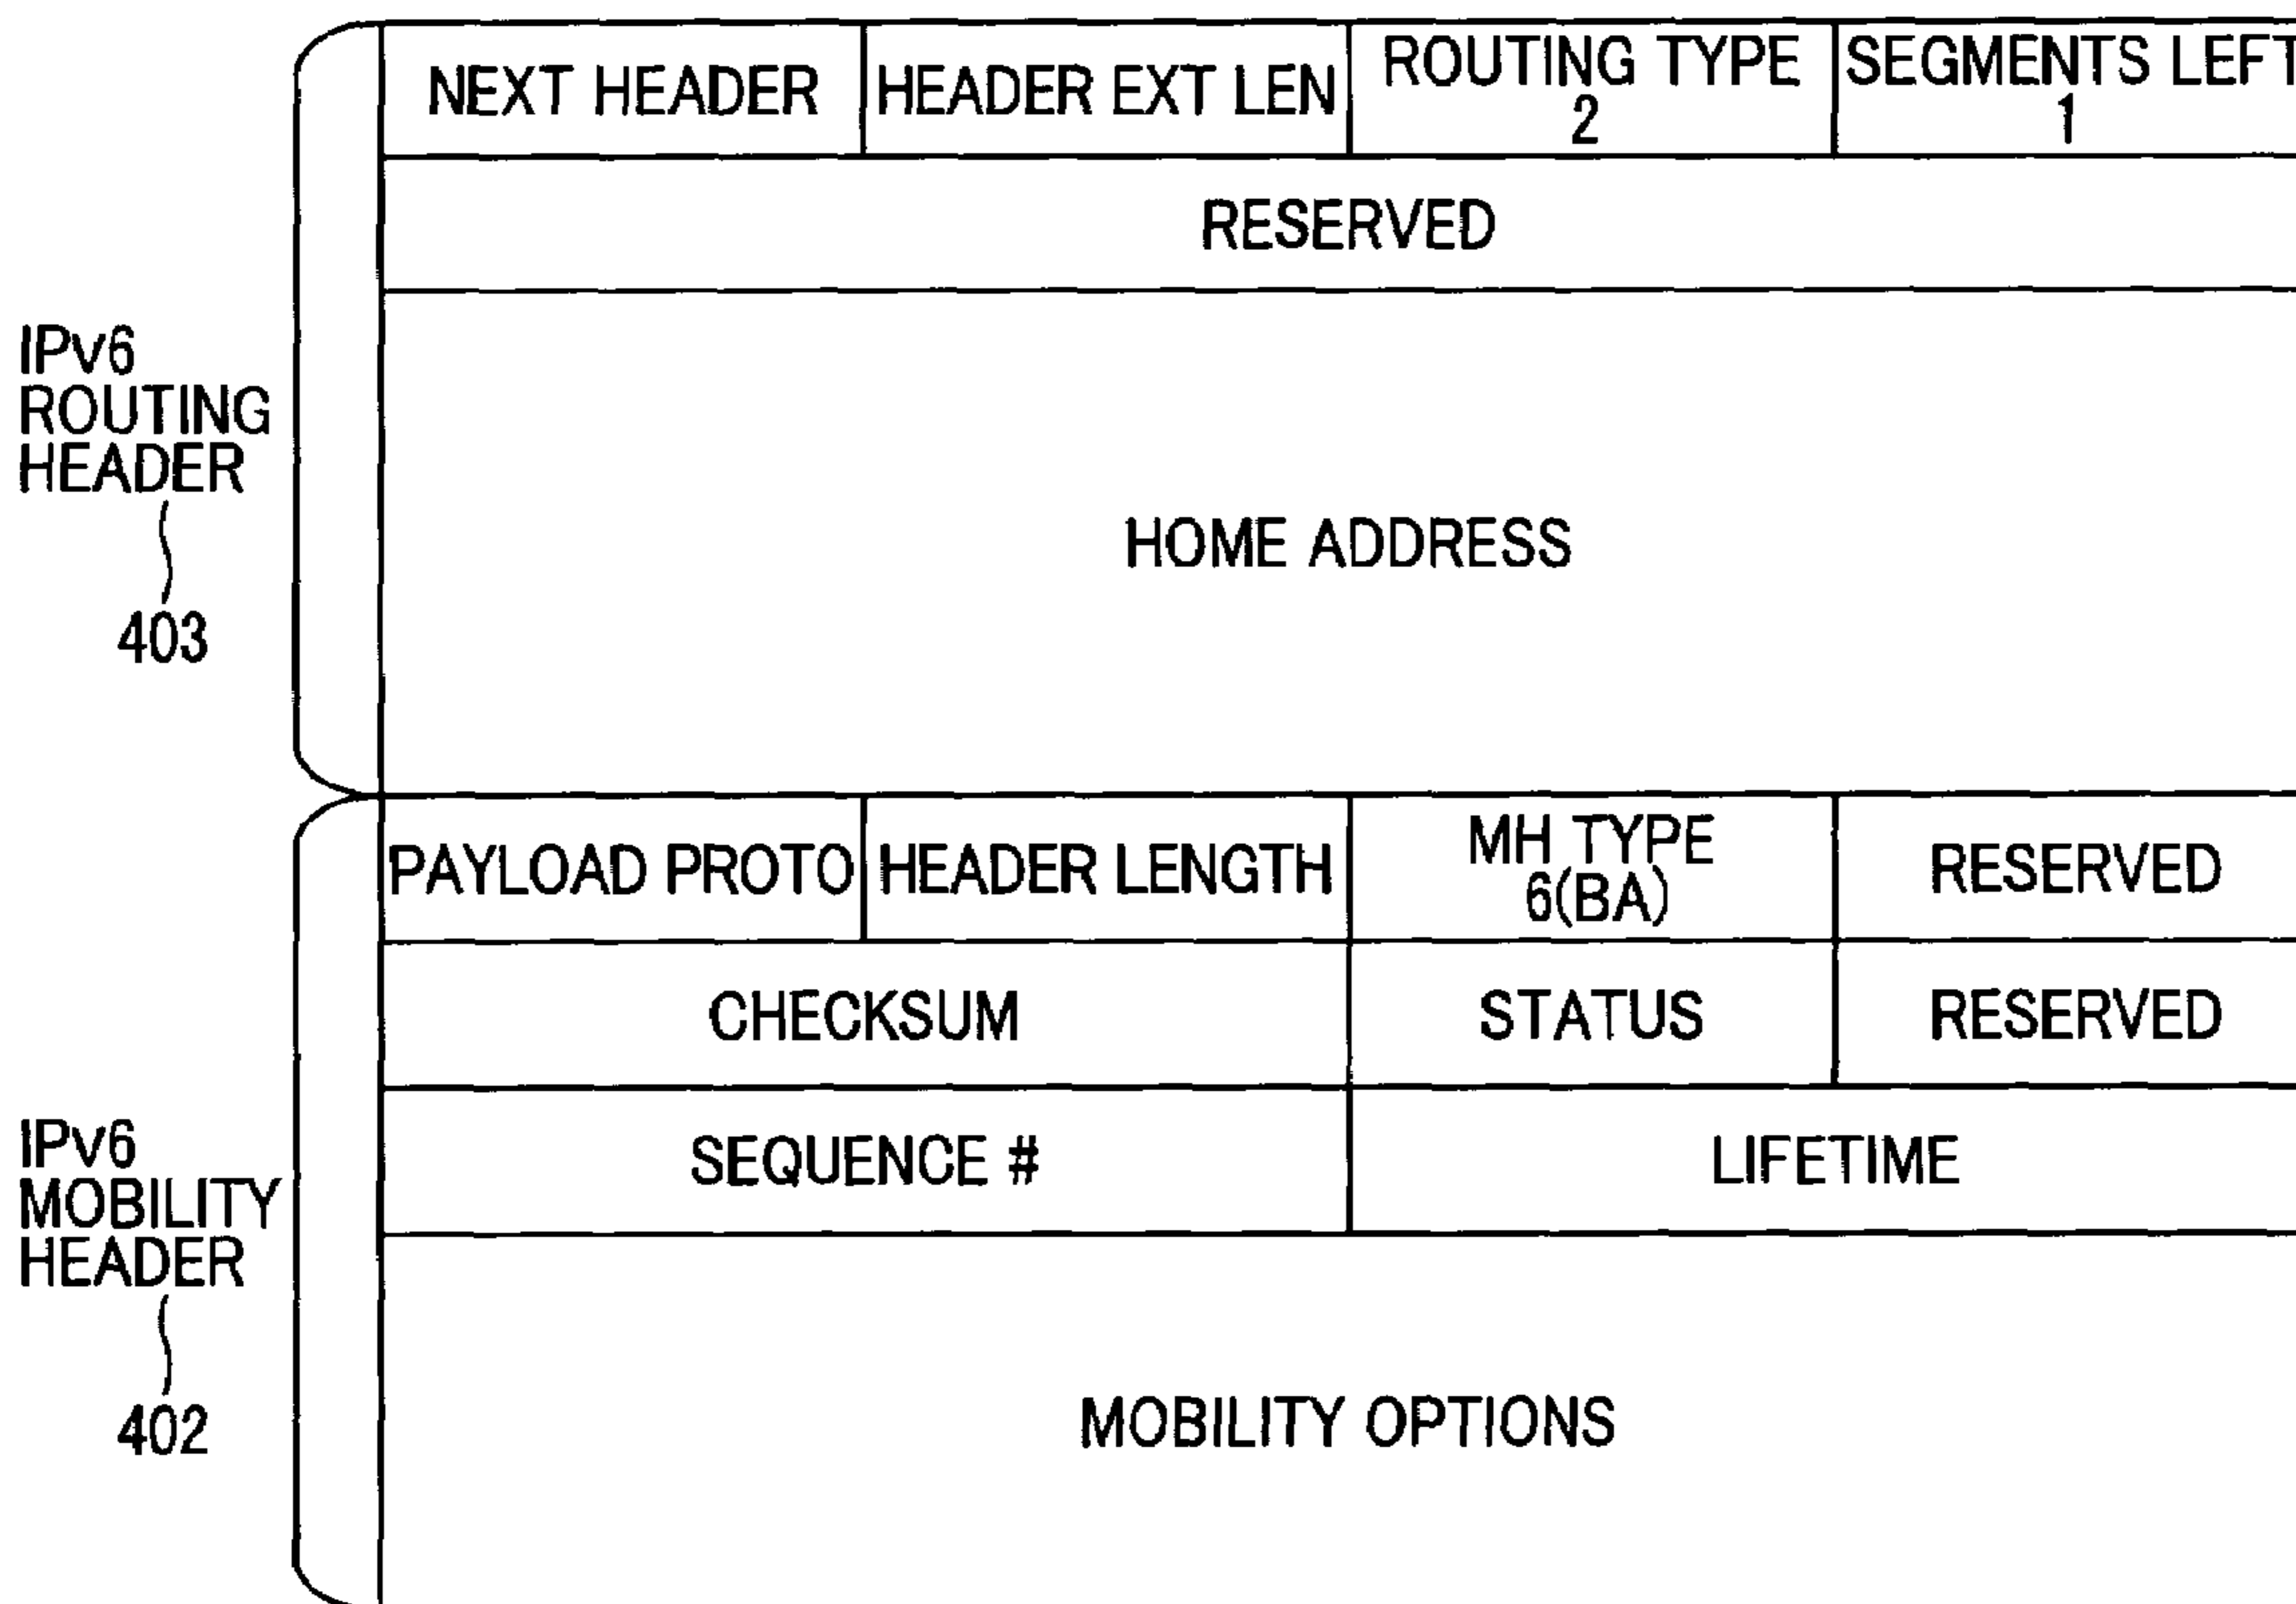 NEXT HEADER
HEADER EXT LEN
ROUTING TYPE
2
SEGMENTS LEFT
1
RESERVED
IPv6
ROUTING
HEADER
403
HOME ADDRESS
PAYLOAD PROTO
HEADER LENGTH
MH TYPE
6(BA)
RESERVED
CHECKSUM
STATUS
RESERVED
SEQUENCE #
LIFETIME
IPv6
MOBILITY
HEADER
402
MOBILITY OPTIONS